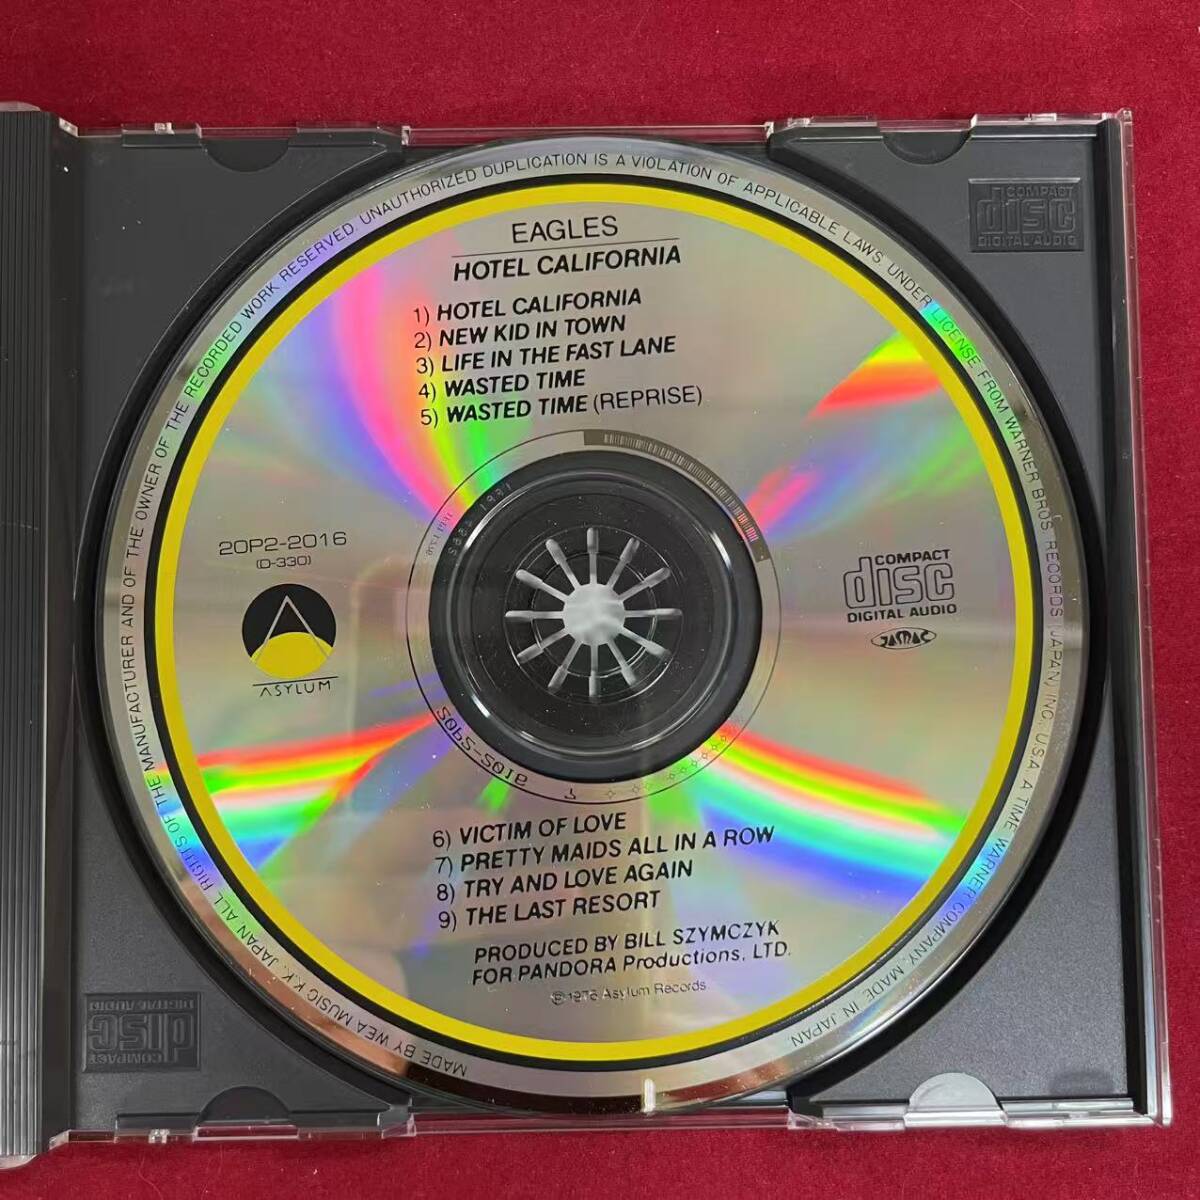 EAGLES
HOTEL CALIFORNIA
1) HOTEL CALIFORNIA
2) NEW KID IN TOWN
3) LIFE IN THE FAST LANE
4) WASTED TIME
5) WASTED TIME (REPRISE)
20P2-2016
(D-330)
ASYLUM
COMPACT
disc
DIGITAL AUDIO
JASRAC
6) VICTIM OF LOVE
7) PRETTY MAIDS ALL IN A ROW
8) TRY AND LOVE AGAIN
9) THE LAST RESORT
PRODUCED BY BILL SZYMCZYK
FOR PANDORA Productions, LTD.
℗1976 Asylum Records
MADE BY WEA MUSIC K.K. JAPAN. ALL RIGHTS OF THE MANUFACTURER AND OF THE OWNER OF THE RECORDED WORK RESERVED. UNAUTHORIZED DUPLICATION IS A VIOLATION OF APPLICABLE LAWS. UNDER LICENSE FROM WARNER BROS RECORDS JAPAN, INC., U.S.A. A TIME WARNER COMPANY. MADE IN JAPAN.
20P2-2016
COMPACT
disc
DIGITAL AUDIO
COMPACT
disc
DIGITAL AUDIO